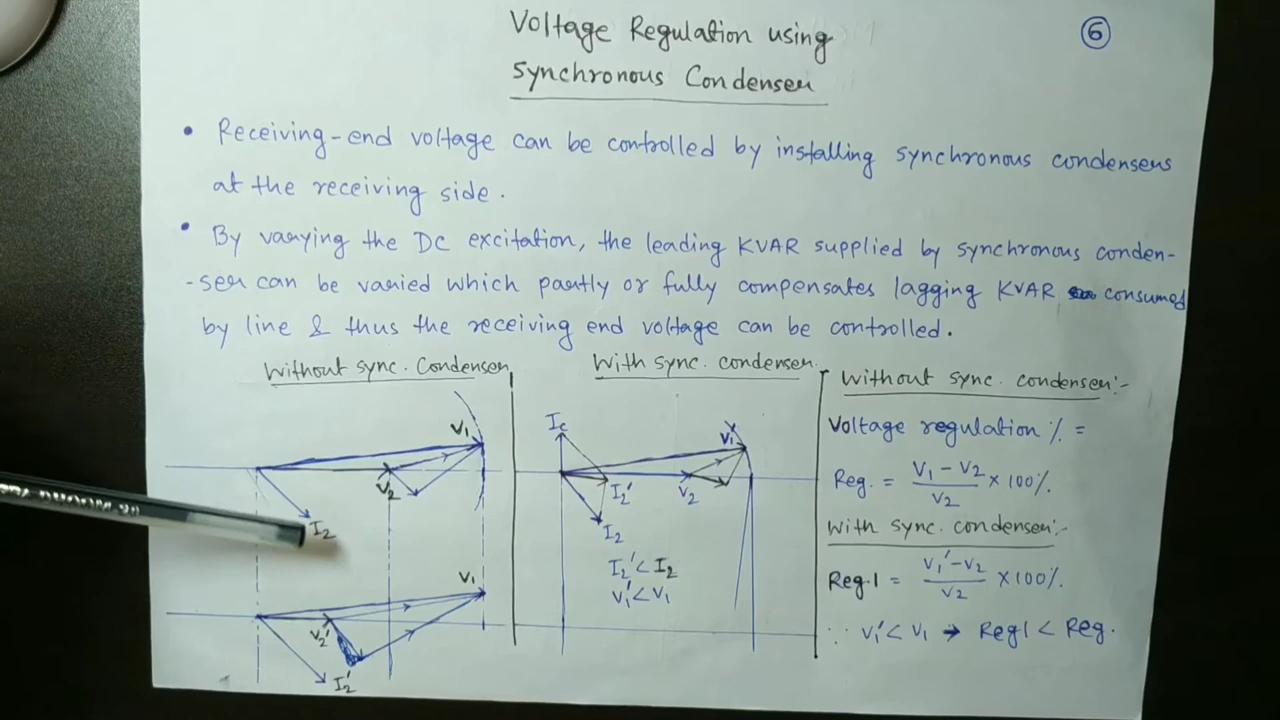 Voltage Regulation using
Synchronous Condenser
6
• Receiving-end voltage can be controlled by installing synchronous condensers
at the receiving side.
• By varying the DC excitation, the leading KVAR supplied by synchronous conden-
-ser can be varied which partly or fully compensates lagging KVAR consumed
by line & thus the receiving end voltage can be controlled.
Without sync. Condenser
V1
V2
I2
V1
V2'
I2'
With sync. condenser.
Ic
V1'
I2'
V2
I2
I2' < I2
V1' < V1
Without sync. condenser:-
Voltage regulation % =
Reg. = V1 - V2 / V2 × 100%.
With sync. condenser:-
Reg.1 = V1' - V2 / V2 × 100%.
∵ V1' < V1 → Reg1 < Reg.